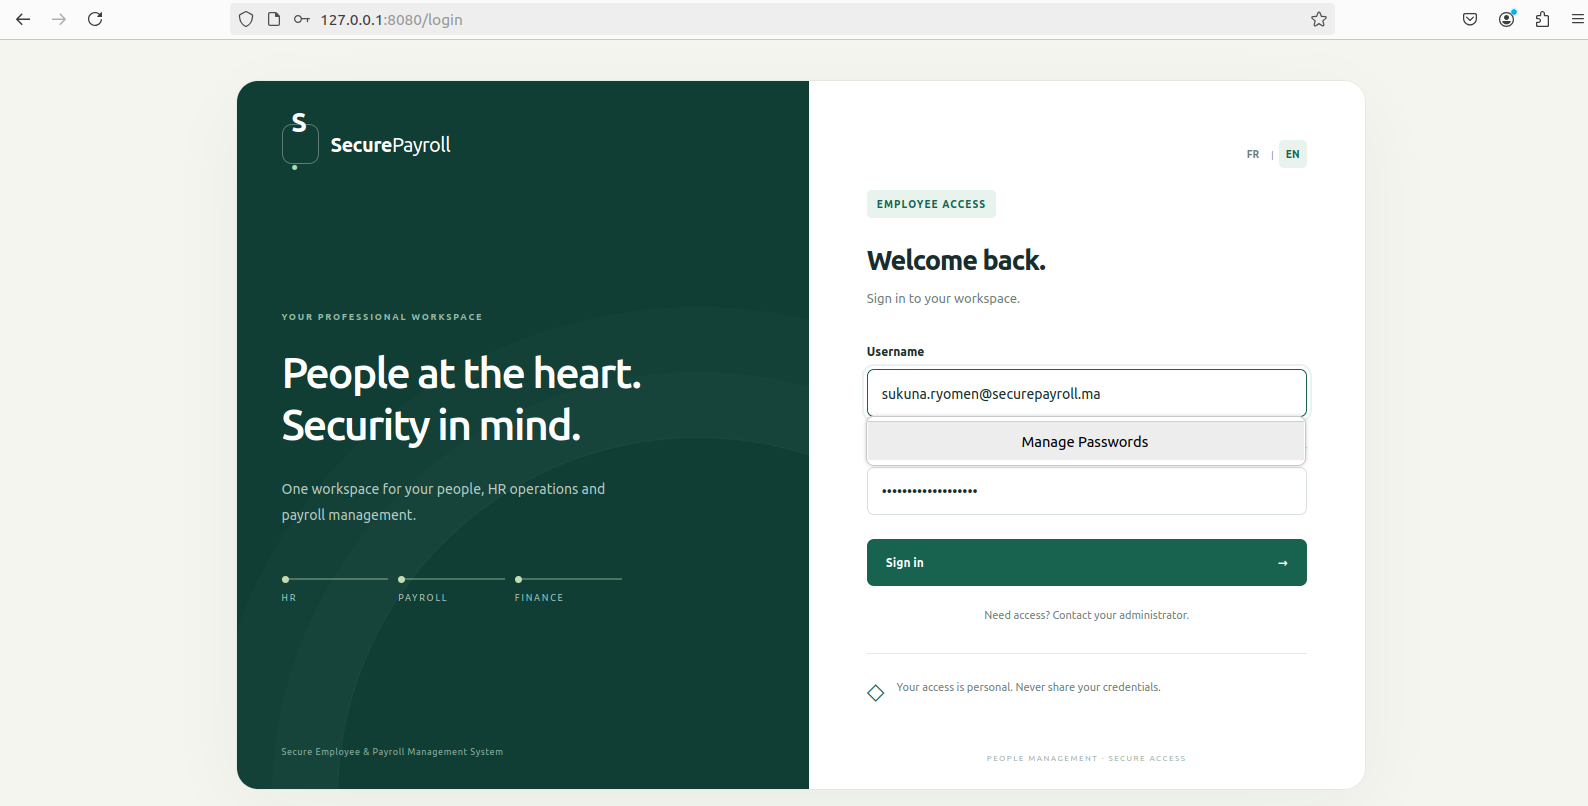 127.0.0.1:8080/login
S
SecurePayroll
YOUR PROFESSIONAL WORKSPACE
People at the heart.
Security in mind.
One workspace for your people, HR operations and
payroll management.
HR
PAYROLL
FINANCE
Secure Employee & Payroll Management System
FR | EN
EMPLOYEE ACCESS
Welcome back.
Sign in to your workspace.
Username
sukuna.ryomen@securepayroll.ma
Manage Passwords
•••••••••••••••••••
Sign in →
Need access? Contact your administrator.
Your access is personal. Never share your credentials.
PEOPLE MANAGEMENT · SECURE ACCESS